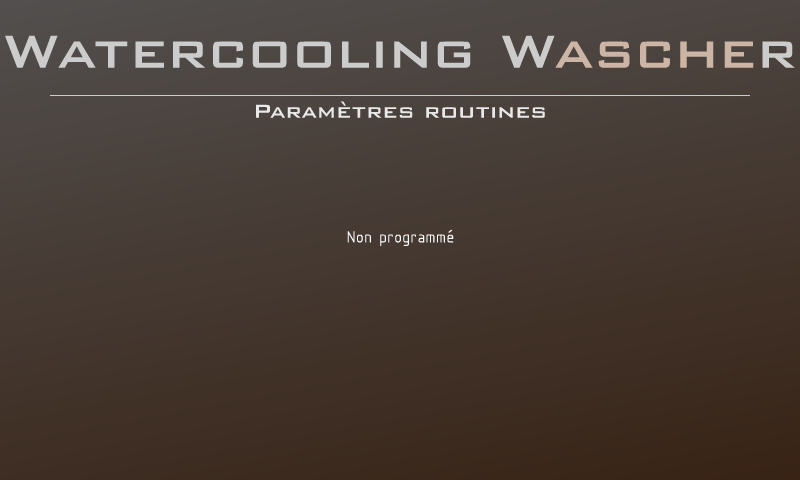 Watercooling Wascher
Paramètres routines
Non programmé